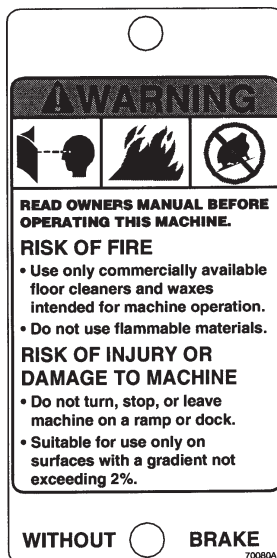 WARNING
READ OWNERS MANUAL BEFORE
OPERATING THIS MACHINE.
RISK OF FIRE
• Use only commercially available
floor cleaners and waxes
intended for machine operation.
• Do not use flammable materials.
RISK OF INJURY OR
DAMAGE TO MACHINE
• Do not turn, stop, or leave
machine on a ramp or dock.
• Suitable for use only on
surfaces with a gradient not
exceeding 2%.
WITHOUT BRAKE
70080A